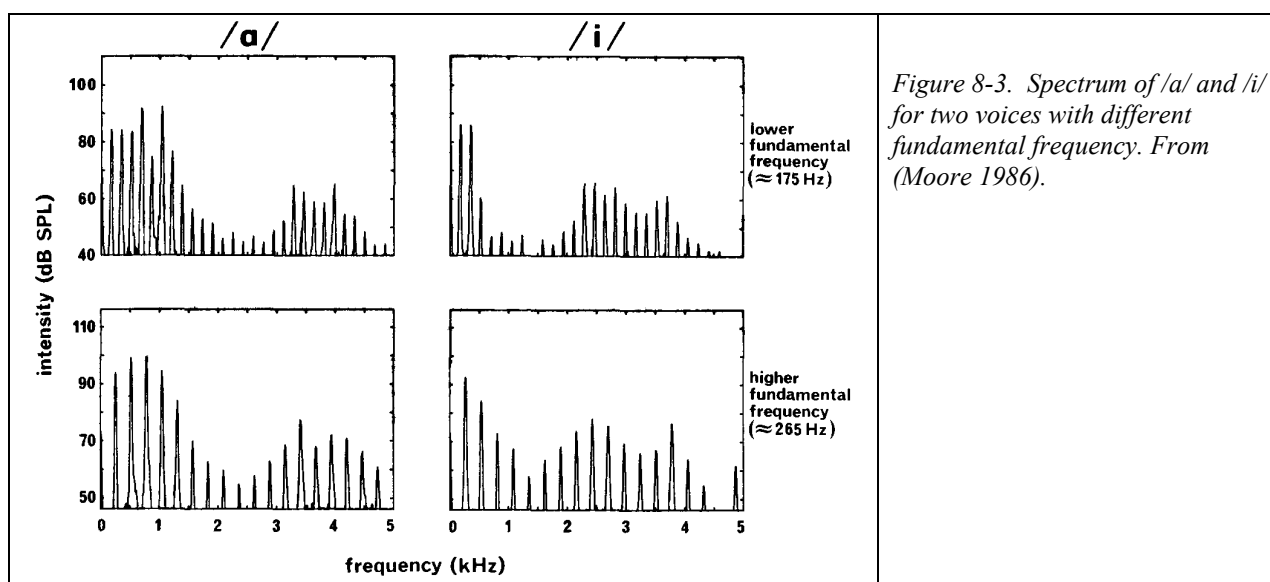 /a/
/i/
100
80
60
40
intensity (dB SPL)
110
90
70
50
0 1 2 3 4 5
0 1 2 3 4 5
frequency (kHz)
lower
fundamental
frequency
(≈175 Hz)
higher
fundamental
frequency
(≈265 Hz)
Figure 8-3. Spectrum of /a/ and /i/
for two voices with different
fundamental frequency. From
(Moore 1986).